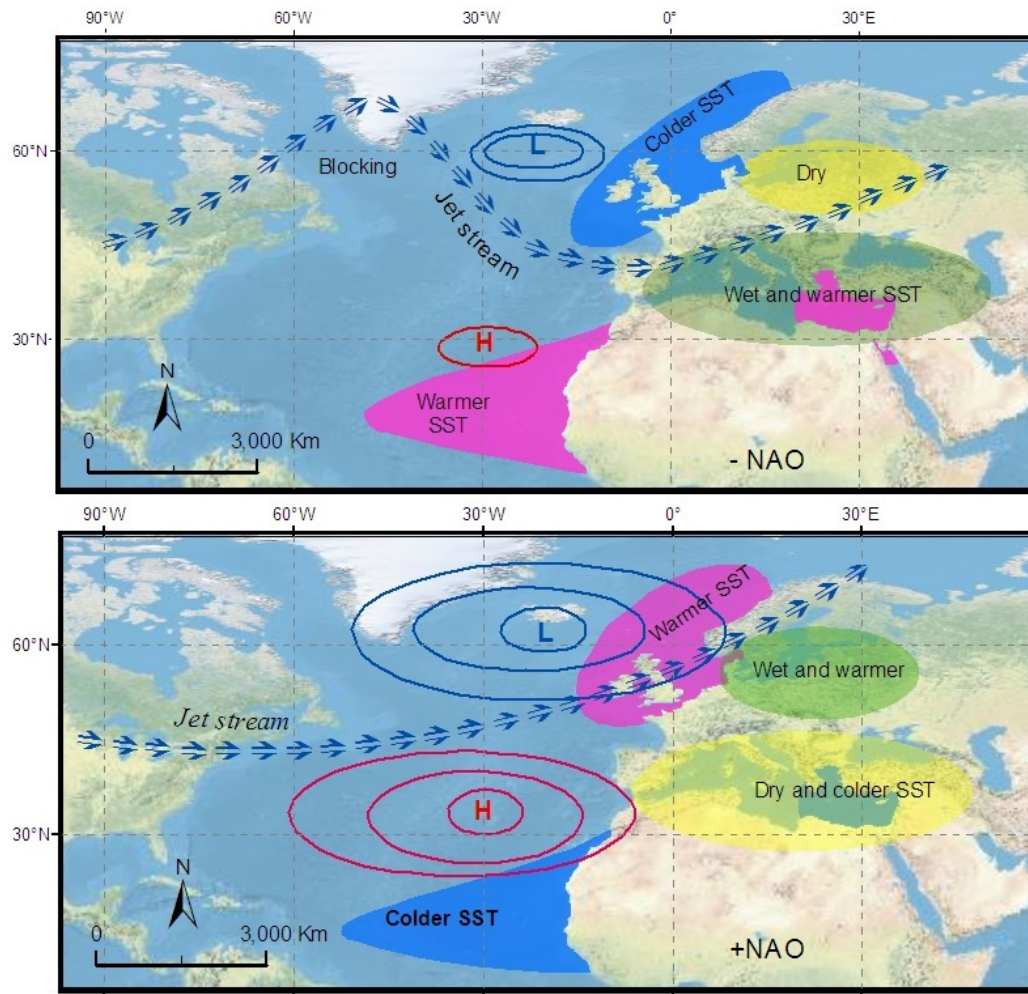 90°W 60°W 30°W 0° 30°E
60°N
30°N
Blocking
Jet stream
L
Colder SST
Dry
Wet and warmer SST
H
Warmer
SST
N
0 3,000 Km
- NAO
90°W 60°W 30°W 0° 30°E
60°N
30°N
Jet stream
L
Warmer SST
Wet and warmer
H
Dry and colder SST
Colder SST
N
0 3,000 Km
+NAO